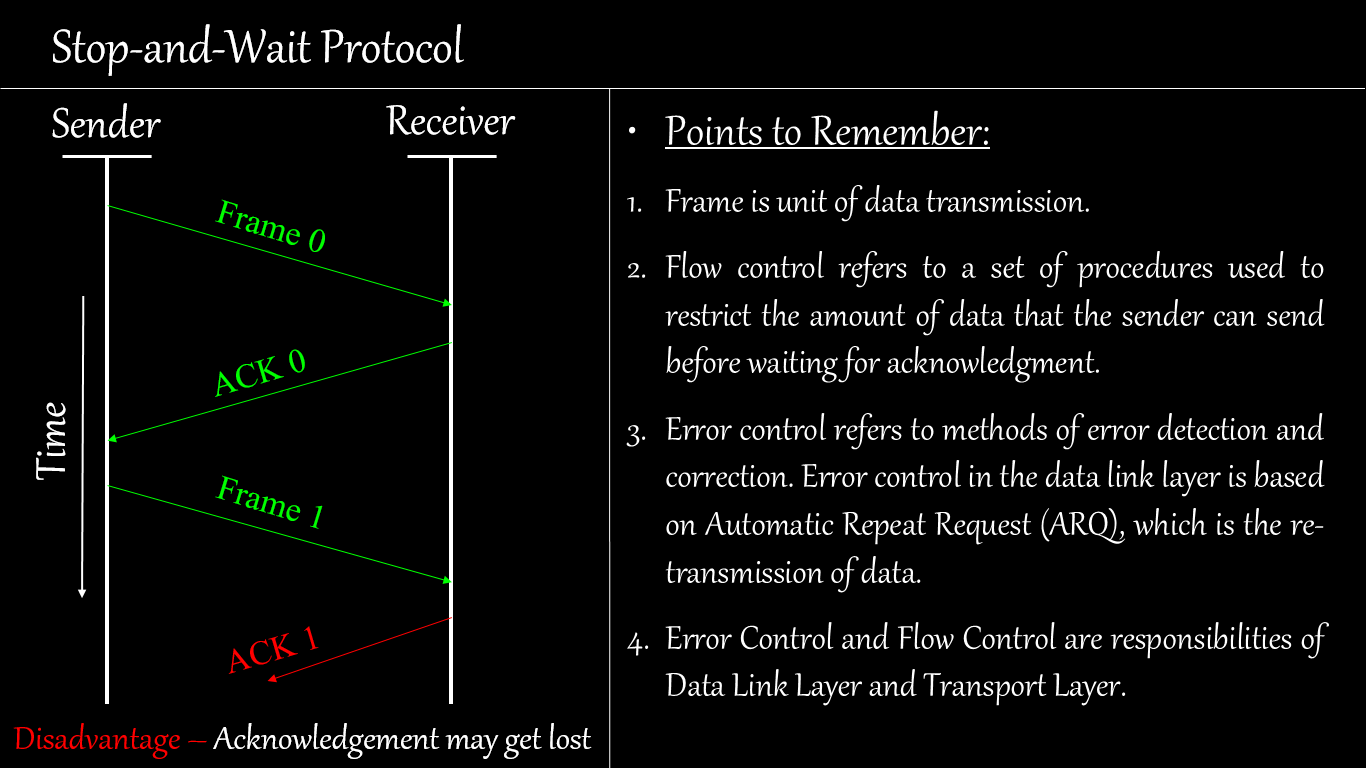 Stop-and-Wait Protocol
Sender
Receiver
Frame 0
ACK 0
Time
Frame 1
ACK 1
Disadvantage – Acknowledgement may get lost
• Points to Remember:
1. Frame is unit of data transmission.
2. Flow control refers to a set of procedures used to
restrict the amount of data that the sender can send
before waiting for acknowledgment.
3. Error control refers to methods of error detection and
correction. Error control in the data link layer is based
on Automatic Repeat Request (ARQ), which is the re-
transmission of data.
4. Error Control and Flow Control are responsibilities of
Data Link Layer and Transport Layer.